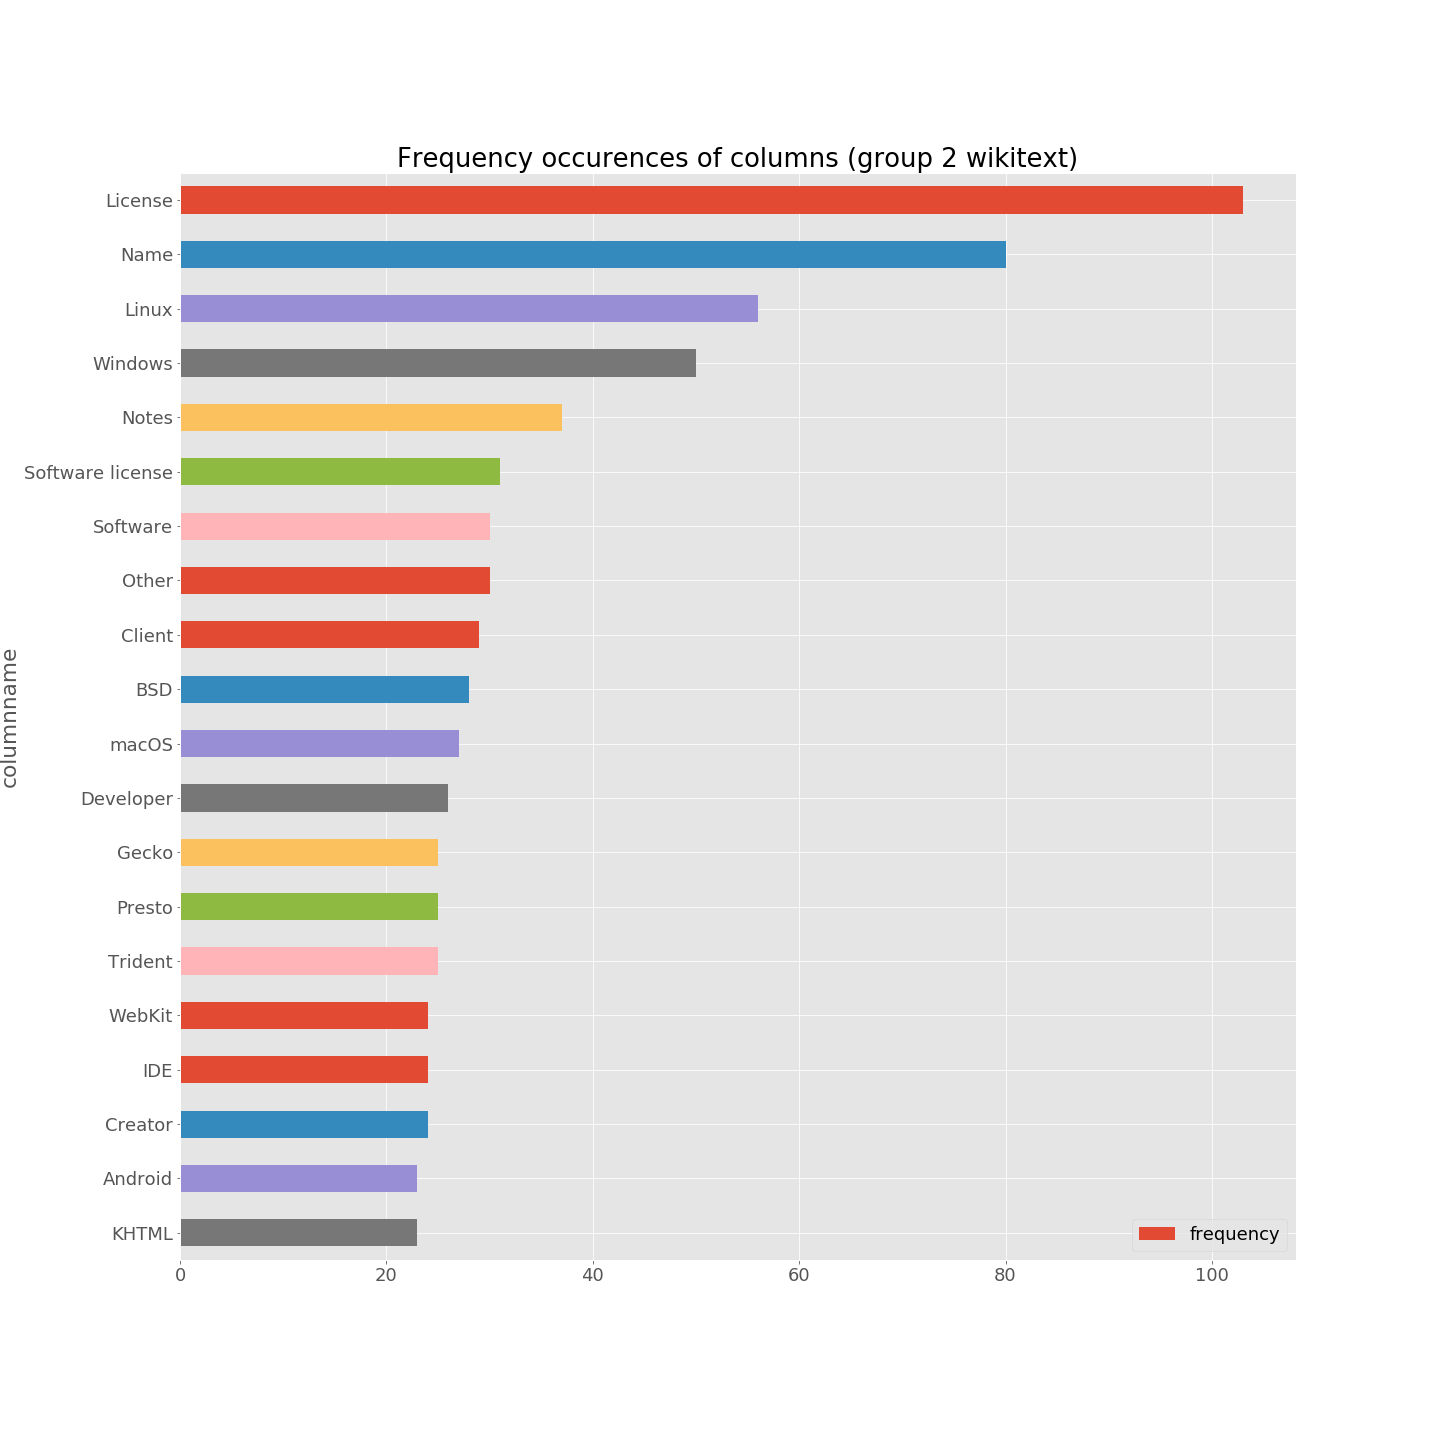 Frequency occurences of columns (group 2 wikitext)
columnname
License
Name
Linux
Windows
Notes
Software license
Software
Other
Client
BSD
macOS
Developer
Gecko
Presto
Trident
WebKit
IDE
Creator
Android
KHTML
frequency
0 20 40 60 80 100